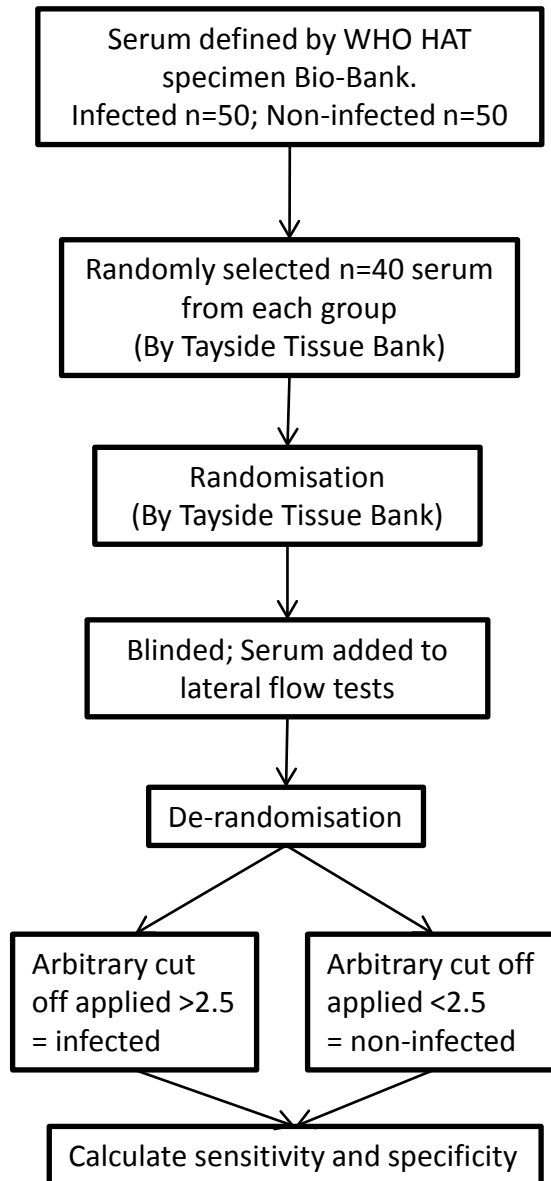 Serum defined by WHO HAT
specimen Bio-Bank.
Infected n=50; Non-infected n=50
Randomly selected n=40 serum
from each group
(By Tayside Tissue Bank)
Randomisation
(By Tayside Tissue Bank)
Blinded; Serum added to
lateral flow tests
De-randomisation
Arbitrary cut
off applied >2.5
= infected
Arbitrary cut off
applied <2.5
= non-infected
Calculate sensitivity and specificity